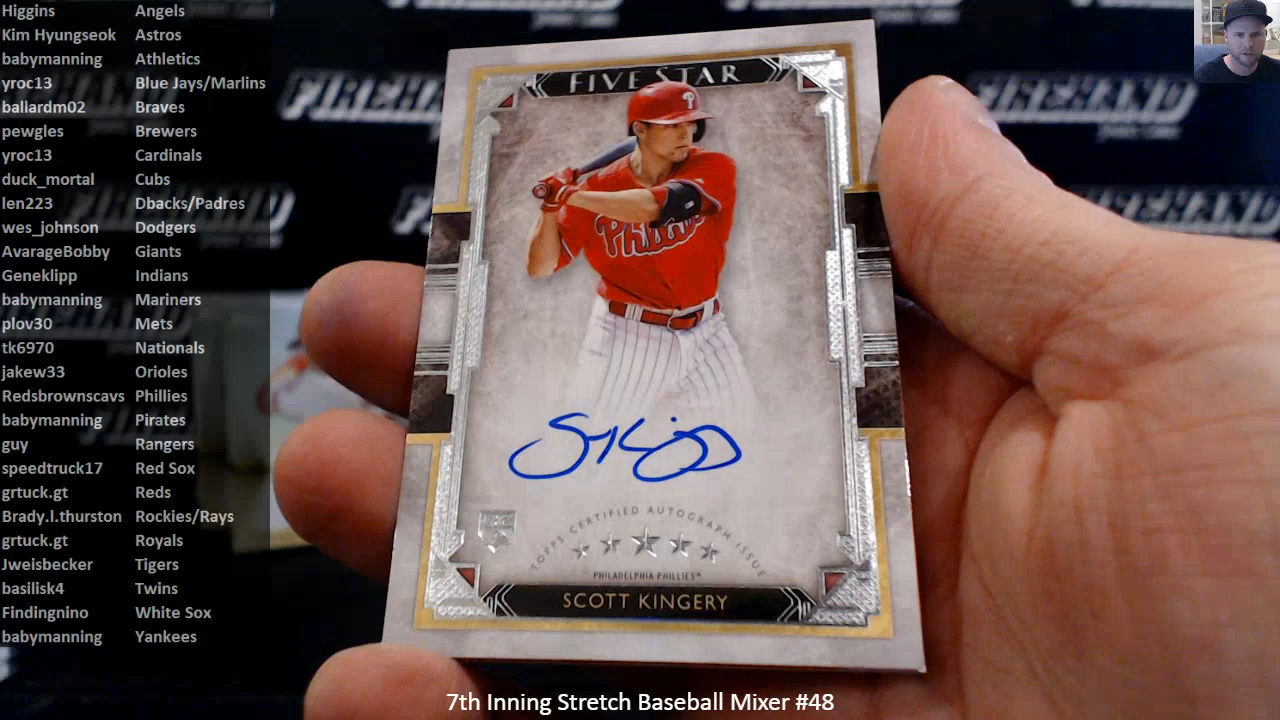 Higgins Angels
Kim Hyungseok Astros
babymanning Athletics
yroc13 Blue Jays/Marlins
ballardm02 Braves
pewgles Brewers
yroc13 Cardinals
duck_mortal Cubs
len223 Dbacks/Padres
wes_johnson Dodgers
AvarageBobby Giants
Geneklipp Indians
babymanning Mariners
plov30 Mets
tk6970 Nationals
jakew33 Orioles
Redsbrownscavs Phillies
babymanning Pirates
guy Rangers
speedtruck17 Red Sox
grtuck.gt Reds
Brady.l.thurston Rockies/Rays
grtuck.gt Royals
Jweisbecker Tigers
basilisk4 Twins
Findingnino White Sox
babymanning Yankees
FIREHAND
FIVE STAR
P
Phillies
TOPPS CERTIFIED AUTOGRAPH ISSUE
PHILADELPHIA PHILLIES
SCOTT KINGERY
7th Inning Stretch Baseball Mixer #48